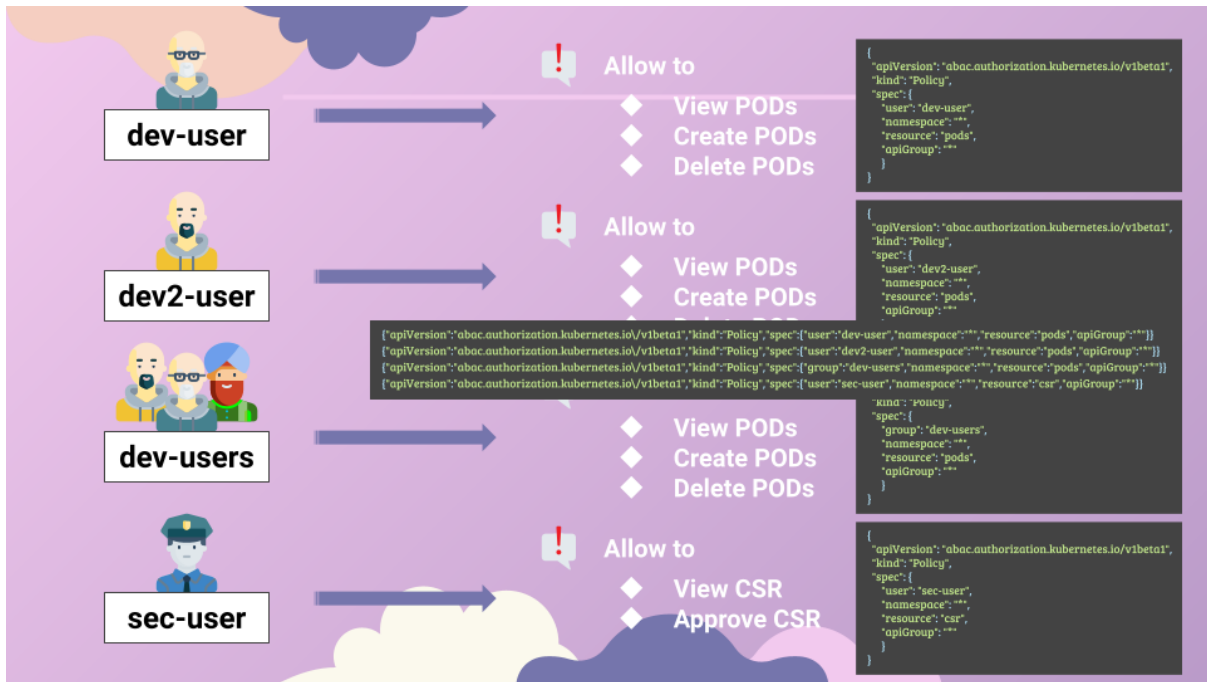 dev-user
Allow to
View PODs
Create PODs
Delete PODs
{
"apiVersion": "abac.authorization.kubernetes.io/v1beta1",
"kind": "Policy",
"spec": {
"user": "dev-user",
"namespace": "*",
"resource": "pods",
"apiGroup": "*"
}
}
dev2-user
Allow to
View PODs
Create PODs
{
"apiVersion": "abac.authorization.kubernetes.io/v1beta1",
"kind": "Policy",
"spec": {
"user": "dev2-user",
"namespace": "*",
"resource": "pods",
"apiGroup": "*"
{"apiVersion":"abac.authorization.kubernetes.io\/v1beta1","kind":"Policy","spec":{"user":"dev-user","namespace":"*","resource":"pods","apiGroup":"*"}}
{"apiVersion":"abac.authorization.kubernetes.io\/v1beta1","kind":"Policy","spec":{"user":"dev2-user","namespace":"*","resource":"pods","apiGroup":"*"}}
{"apiVersion":"abac.authorization.kubernetes.io\/v1beta1","kind":"Policy","spec":{"group":"dev-users","namespace":"*","resource":"pods","apiGroup":"*"}}
{"apiVersion":"abac.authorization.kubernetes.io\/v1beta1","kind":"Policy","spec":{"user":"sec-user","namespace":"*","resource":"csr","apiGroup":"*"}}
dev-users
View PODs
Create PODs
Delete PODs
"kind": "Policy",
"spec": {
"group": "dev-users",
"namespace": "*",
"resource": "pods",
"apiGroup": "*"
}
}
sec-user
Allow to
View CSR
Approve CSR
{
"apiVersion": "abac.authorization.kubernetes.io/v1beta1",
"kind": "Policy",
"spec": {
"user": "sec-user",
"namespace": "*",
"resource": "csr",
"apiGroup": "*"
}
}